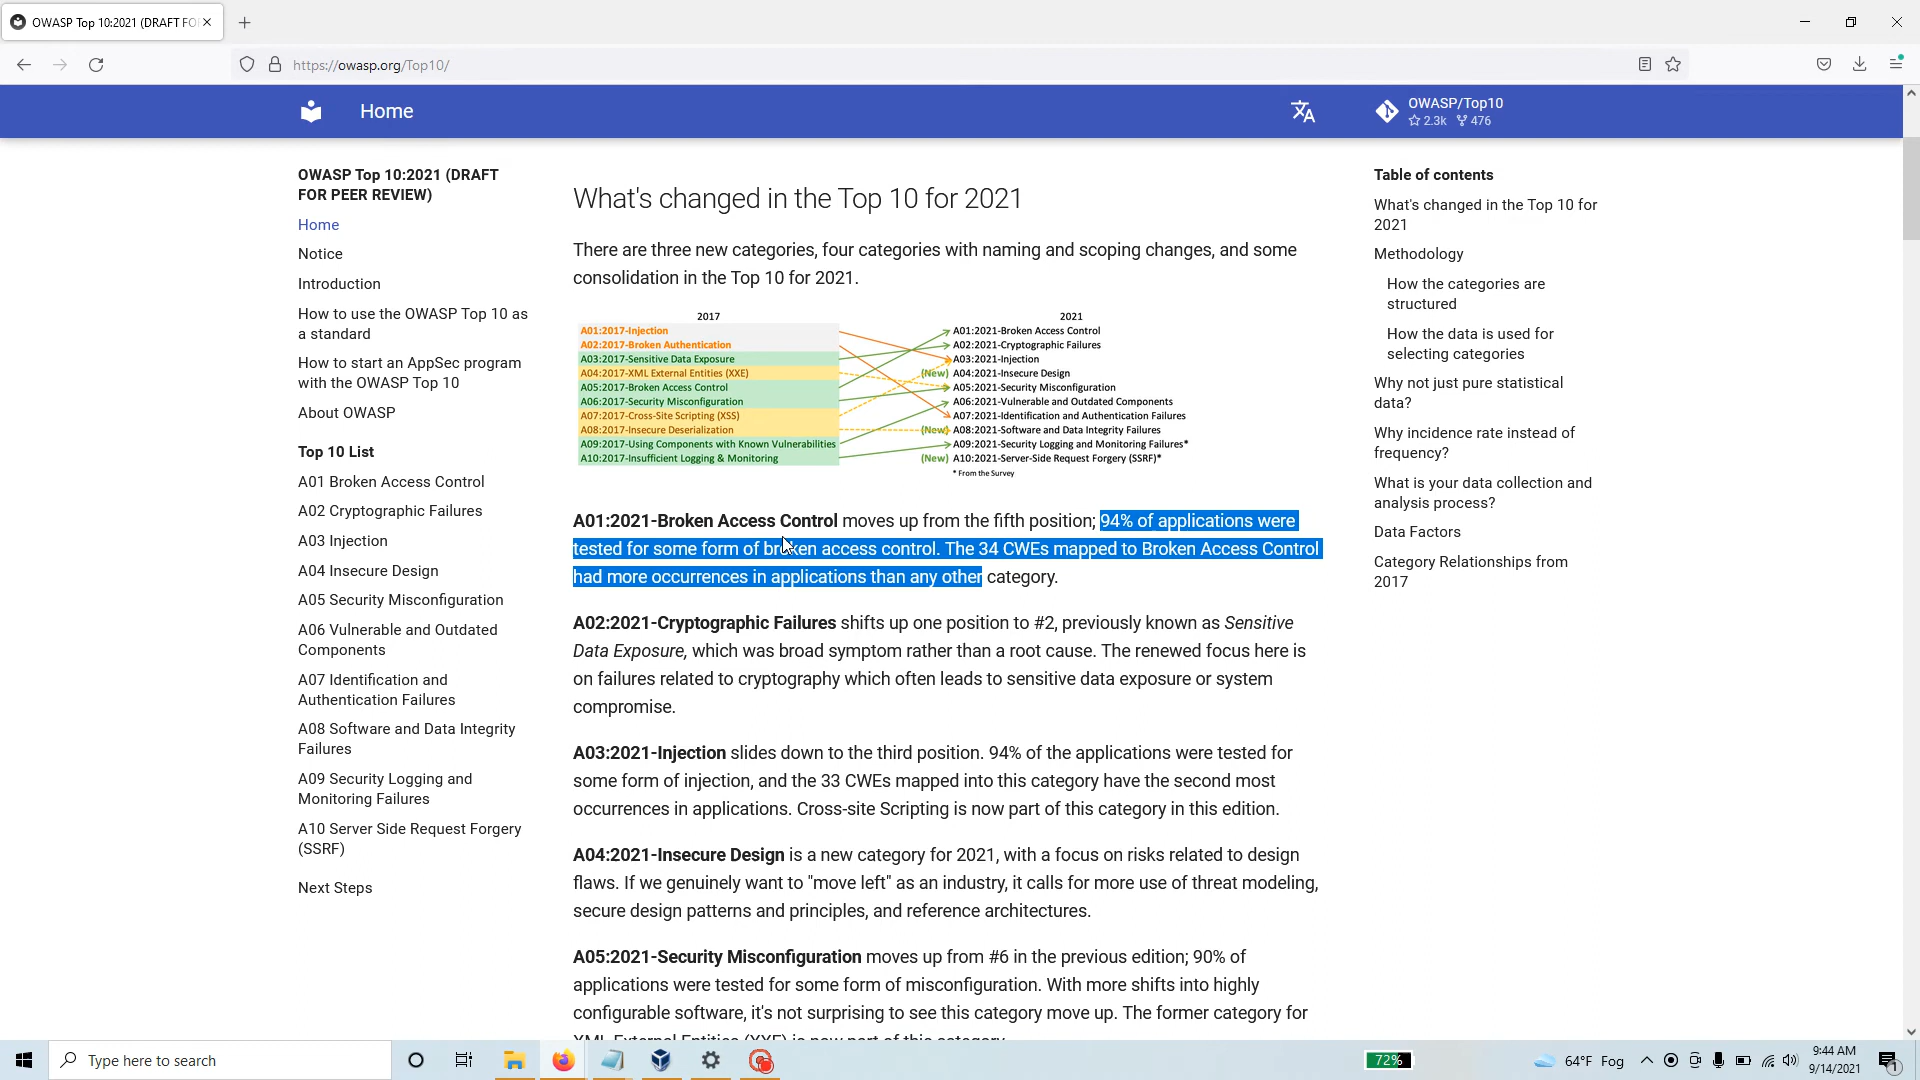 OWASP Top 10:2021 (DRAFT FO
https://owasp.org/Top10/
Home
OWASP/Top10
2.3k 476
OWASP Top 10:2021 (DRAFT
FOR PEER REVIEW)
Home
Notice
Introduction
How to use the OWASP Top 10 as
a standard
How to start an AppSec program
with the OWASP Top 10
About OWASP
Top 10 List
A01 Broken Access Control
A02 Cryptographic Failures
A03 Injection
A04 Insecure Design
A05 Security Misconfiguration
A06 Vulnerable and Outdated
Components
A07 Identification and
Authentication Failures
A08 Software and Data Integrity
Failures
A09 Security Logging and
Monitoring Failures
A10 Server Side Request Forgery
(SSRF)
Next Steps
What's changed in the Top 10 for 2021
There are three new categories, four categories with naming and scoping changes, and some
consolidation in the Top 10 for 2021.
2017
A01:2017-Injection
A02:2017-Broken Authentication
A03:2017-Sensitive Data Exposure
A04:2017-XML External Entities (XXE)
A05:2017-Broken Access Control
A06:2017-Security Misconfiguration
A07:2017-Cross-Site Scripting (XSS)
A08:2017-Insecure Deserialization
A09:2017-Using Components with Known Vulnerabilities
A10:2017-Insufficient Logging & Monitoring
2021
A01:2021-Broken Access Control
A02:2021-Cryptographic Failures
A03:2021-Injection
(New) A04:2021-Insecure Design
A05:2021-Security Misconfiguration
A06:2021-Vulnerable and Outdated Components
A07:2021-Identification and Authentication Failures
(New) A08:2021-Software and Data Integrity Failures
A09:2021-Security Logging and Monitoring Failures*
(New) A10:2021-Server-Side Request Forgery (SSRF)*
* From the Survey
A01:2021-Broken Access Control moves up from the fifth position; 94% of applications were
tested for some form of broken access control. The 34 CWEs mapped to Broken Access Control
had more occurrences in applications than any other category.
A02:2021-Cryptographic Failures shifts up one position to #2, previously known as Sensitive
Data Exposure, which was broad symptom rather than a root cause. The renewed focus here is
on failures related to cryptography which often leads to sensitive data exposure or system
compromise.
A03:2021-Injection slides down to the third position. 94% of the applications were tested for
some form of injection, and the 33 CWEs mapped into this category have the second most
occurrences in applications. Cross-site Scripting is now part of this category in this edition.
A04:2021-Insecure Design is a new category for 2021, with a focus on risks related to design
flaws. If we genuinely want to "move left" as an industry, it calls for more use of threat modeling,
secure design patterns and principles, and reference architectures.
A05:2021-Security Misconfiguration moves up from #6 in the previous edition; 90% of
applications were tested for some form of misconfiguration. With more shifts into highly
configurable software, it's not surprising to see this category move up. The former category for
XML External Entities (XXE) is now part of this category.
Table of contents
What's changed in the Top 10 for
2021
Methodology
How the categories are
structured
How the data is used for
selecting categories
Why not just pure statistical
data?
Why incidence rate instead of
frequency?
What is your data collection and
analysis process?
Data Factors
Category Relationships from
2017
Type here to search
72%
64°F Fog
9:44 AM
9/14/2021
1